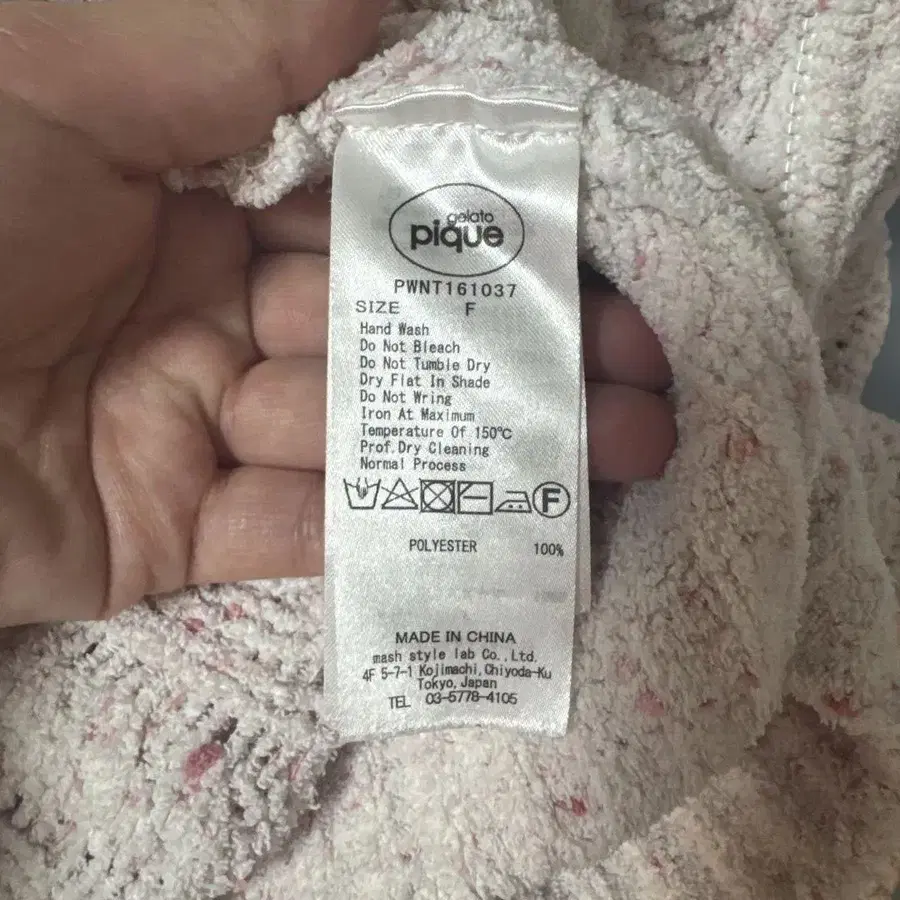 gelato
pique
PWNT161037
SIZE F
Hand Wash
Do Not Bleach
Do Not Tumble Dry
Dry Flat In Shade
Do Not Wring
Iron At Maximum
Temperature Of 150℃
Prof.Dry Cleaning
Normal Process
F
POLYESTER 100%
MADE IN CHINA
mash style lab Co.,Ltd.
4F 5-7-1 Kojimachi,Chiyoda-Ku
Tokyo,Japan
TEL 03-5778-4105